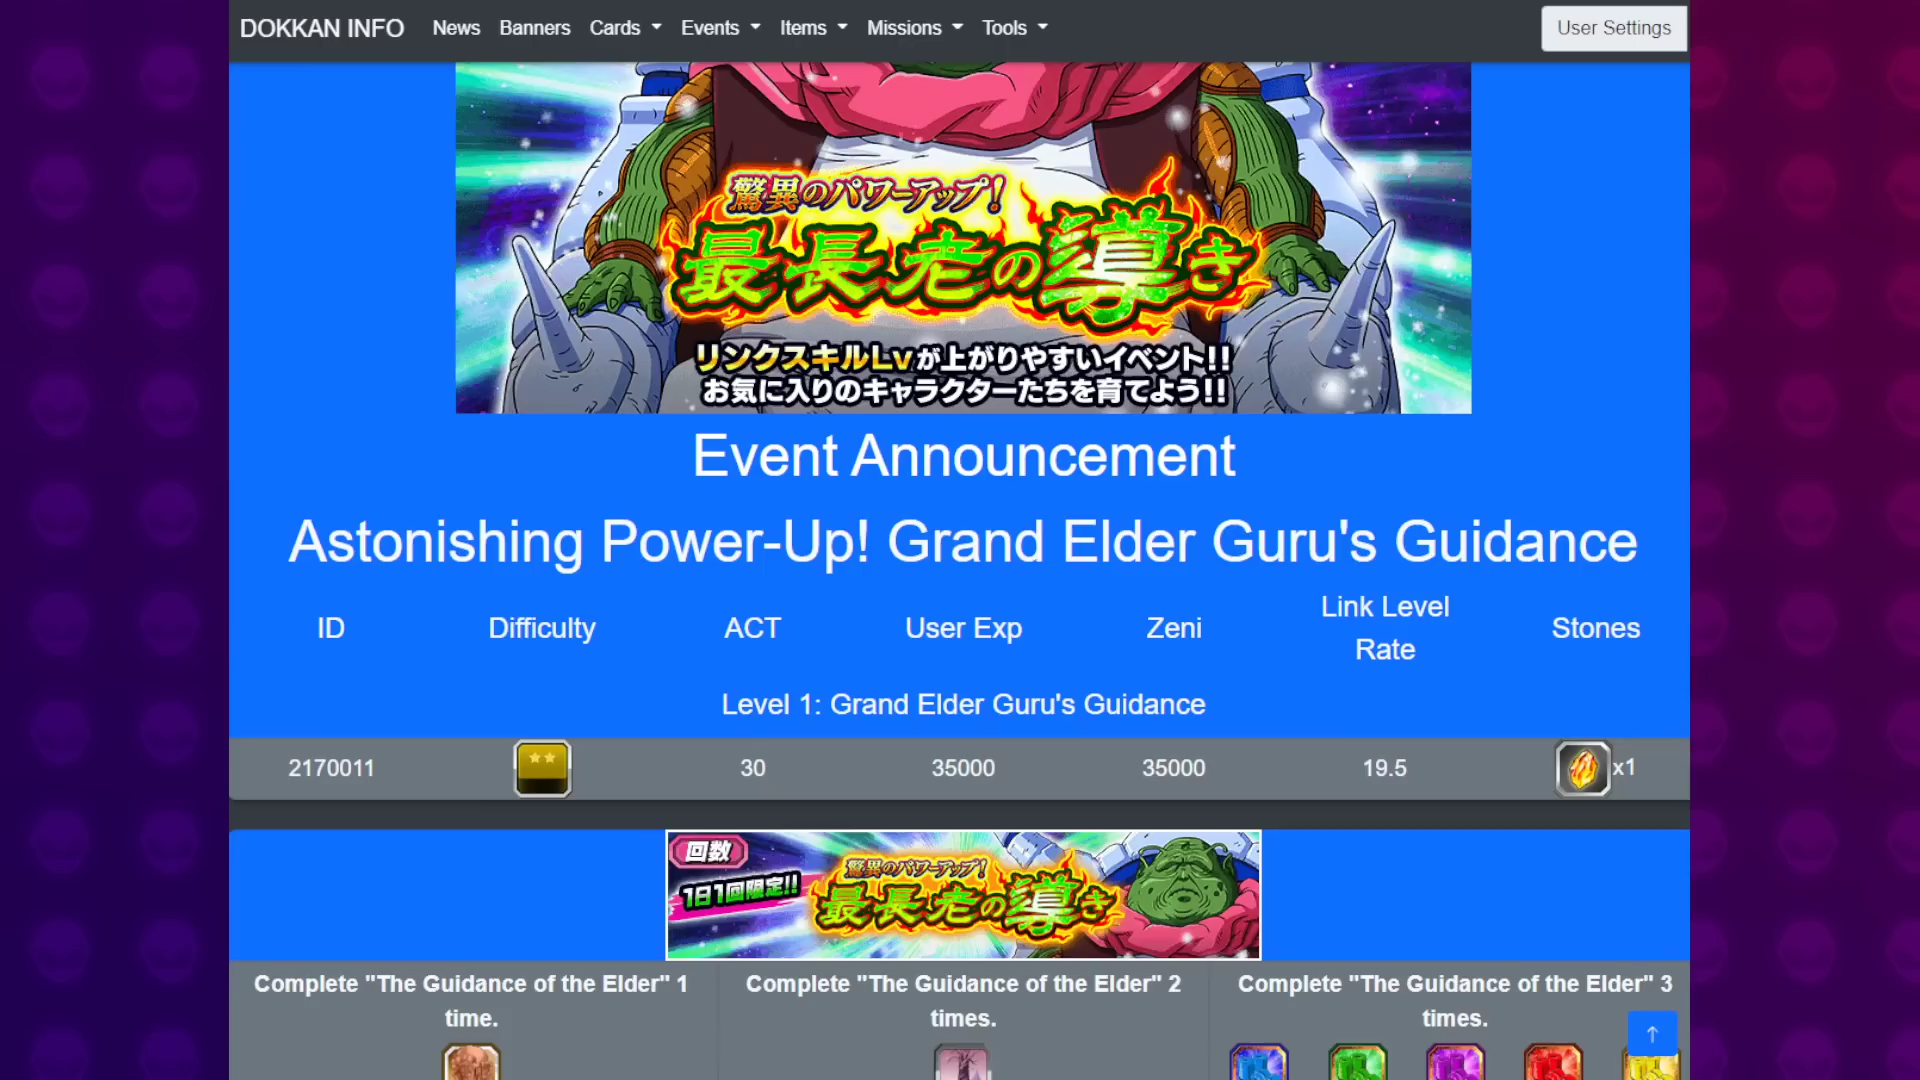 DOKKAN INFO News Banners Cards Events Items Missions Tools User Settings
驚異のパワーアップ!
最長老の導き
リンクスキルLvが上がりやすいイベント!!
お気に入りのキャラクターたちを育てよう!!
Event Announcement
Astonishing Power-Up! Grand Elder Guru's Guidance
ID Difficulty ACT User Exp Zeni Link Level Rate Stones
Level 1: Grand Elder Guru's Guidance
2170011 30 35000 35000 19.5 x1
回数
1日1回限定!!
驚異のパワーアップ!
最長老の導き
Complete "The Guidance of the Elder" 1 time.
Complete "The Guidance of the Elder" 2 times.
Complete "The Guidance of the Elder" 3 times.